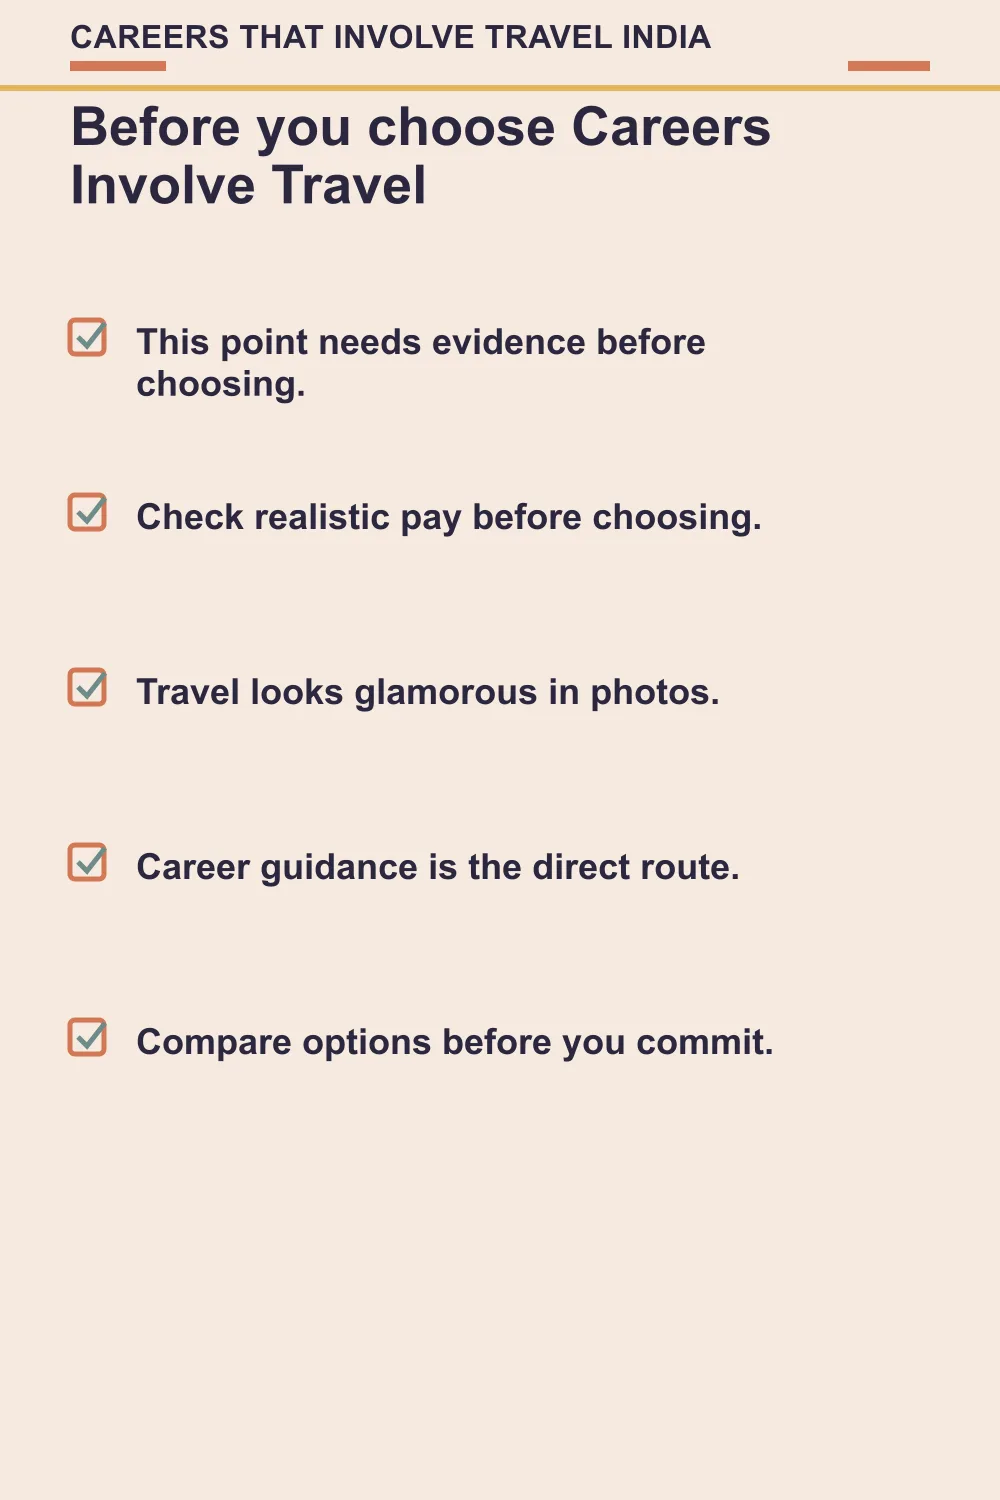 CAREERS THAT INVOLVE TRAVEL INDIA
Before you choose Careers
Involve Travel
This point needs evidence before
choosing.
Check realistic pay before choosing.
Travel looks glamorous in photos.
Career guidance is the direct route.
Compare options before you commit.